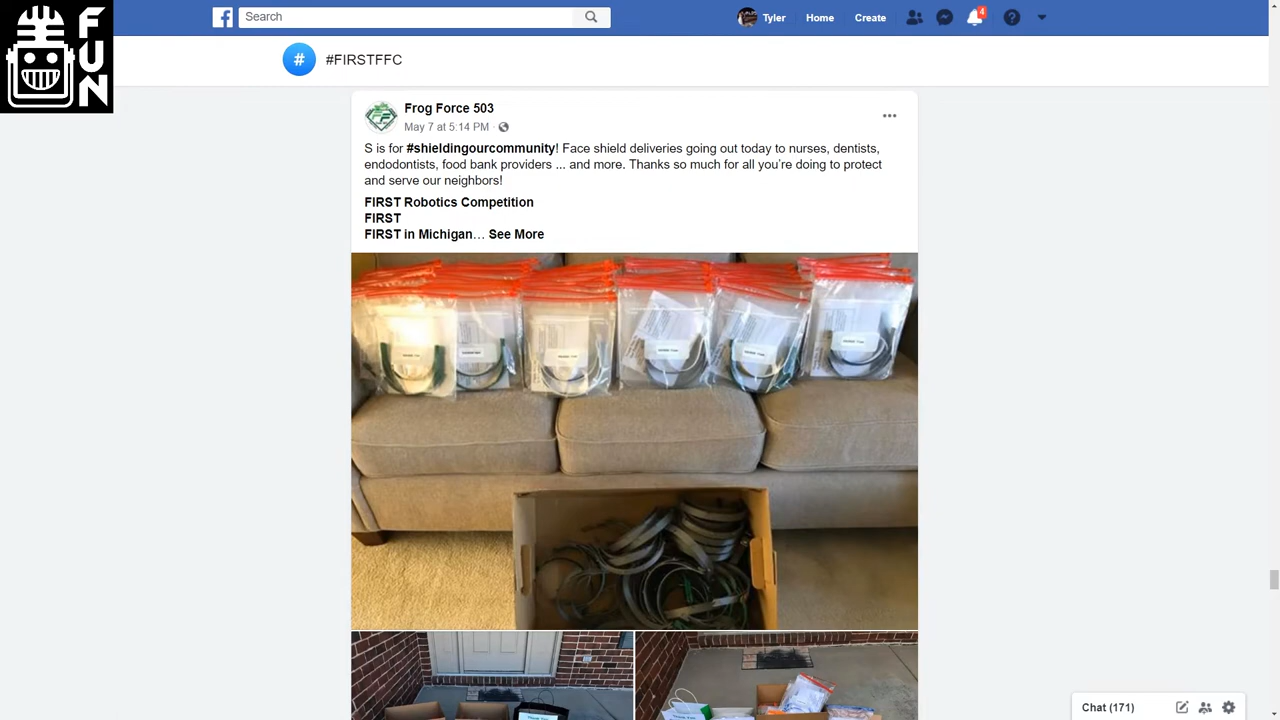 FUN
Search
Tyler
Home
Create
4
# #FIRSTFFC
Frog Force 503
May 7 at 5:14 PM ·
S is for #shieldingourcommunity! Face shield deliveries going out today to nurses, dentists,
endodontists, food bank providers ... and more. Thanks so much for all you're doing to protect
and serve our neighbors!
FIRST Robotics Competition
FIRST
FIRST in Michigan… See More
Chat (171)